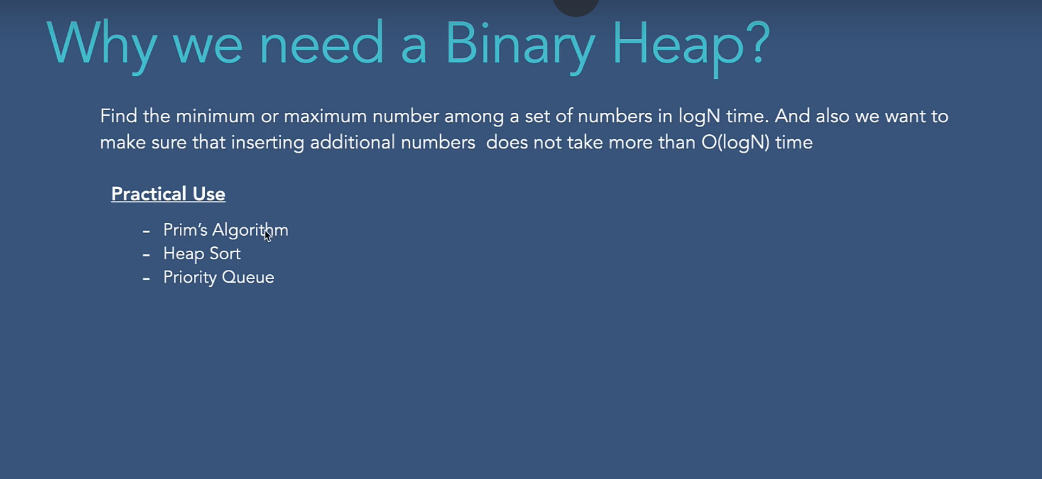 Why we need a Binary Heap?
Find the minimum or maximum number among a set of numbers in logN time. And also we want to
make sure that inserting additional numbers does not take more than O(logN) time
Practical Use
- Prim's Algorithm
- Heap Sort
- Priority Queue